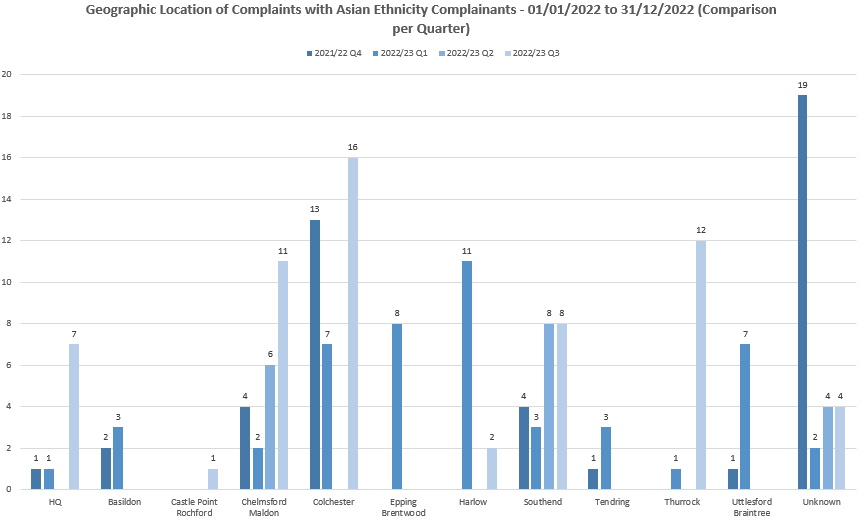 Geographic Location of Complaints with Asian Ethnicity Complainants - 01/01/2022 to 31/12/2022 (Comparison
per Quarter)
2021/22 Q4 2022/23 Q1 2022/23 Q2 2022/23 Q3
20
18
16
14
12
10
8
6
4
2
0
1 1 7
2 3
1
4 2 6 11
13 7 16
8
11 2
4 3 8 8
1 3
1 12
1 7
19 2 4 4
HQ Basildon Castle Point Chelmsford Colchester Epping Harlow Southend Tendring Thurrock Uttlesford Unknown
Rochford Maldon Brentwood Braintree